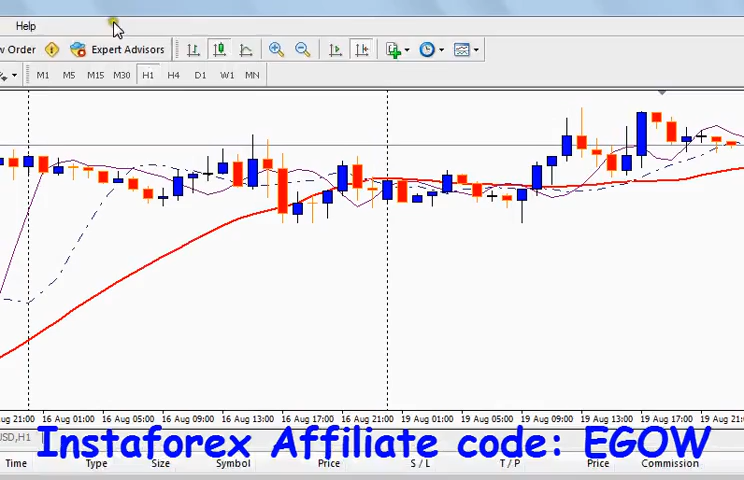 Help
w Order Expert Advisors
M1 M5 M15 M30 H1 H4 D1 W1 MN
Aug 21:00 16 Aug 01:00 16 Aug 05:00 16 Aug 09:00 16 Aug 13:00 16 Aug 17:00 16 Aug 21:00 19 Aug 01:00 19 Aug 05:00 19 Aug 09:00 19 Aug 13:00 19 Aug 17:00 19 Aug 21:00
USD,H1
Instaforex Affiliate code: EGOW
Time Type Size Symbol Price S / L T / P Price Commission